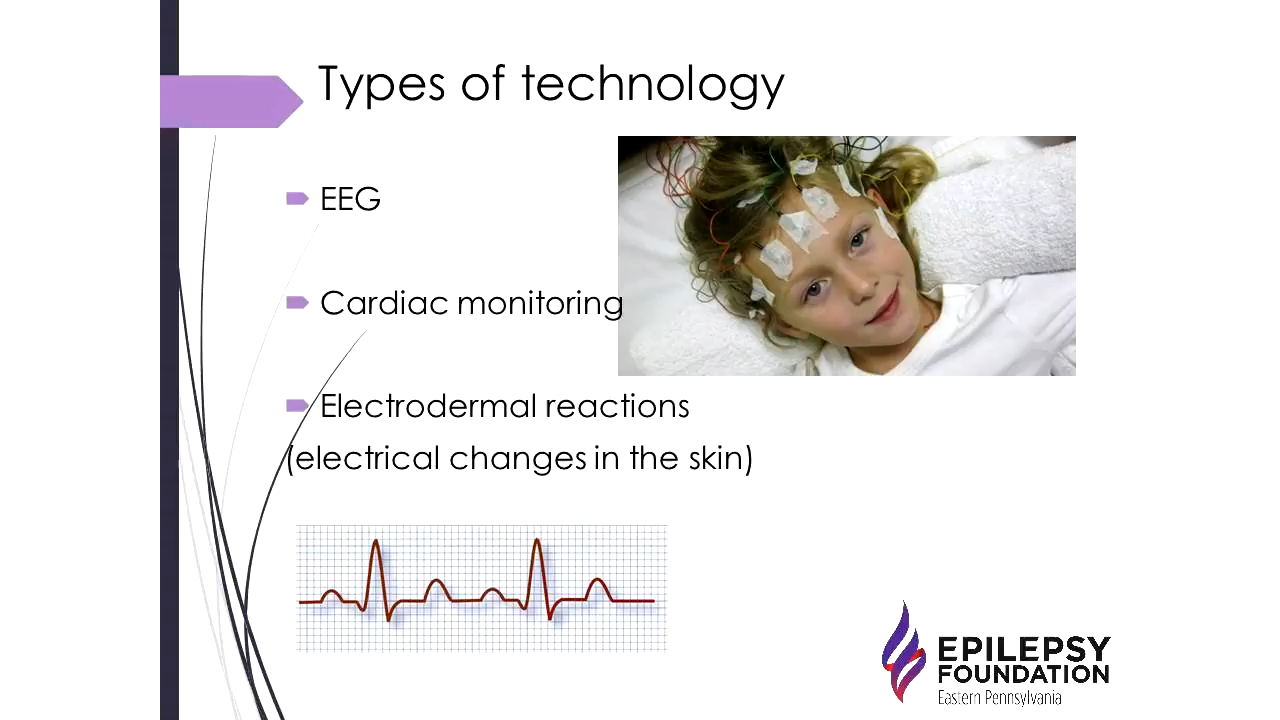 Types of technology
EEG
Cardiac monitoring
Electrodermal reactions
(electrical changes in the skin)
EPILEPSY
FOUNDATION
Eastern Pennsylvania